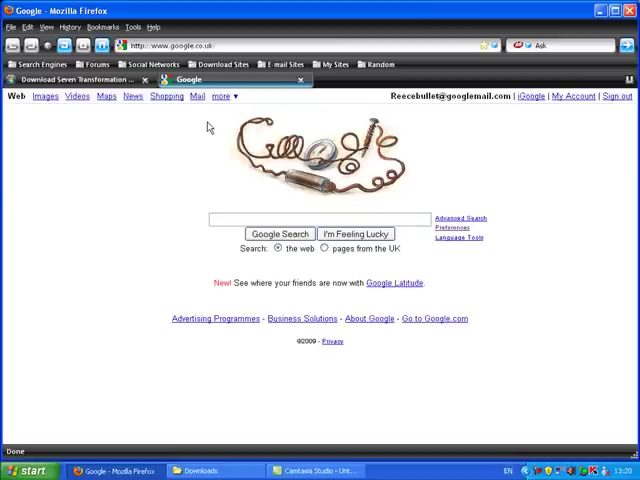 Google - Mozilla Firefox
File Edit View History Bookmarks Tools Help
http://www.google.co.uk/ Ask
Search Engines Forums Social Networks Download Sites E-mail Sites My Sites Random
Download Seven Transformation ... Google
Web Images Videos Maps News Shopping Mail more ▼ Reecebullet@googlemail.com | iGoogle | My Account | Sign out
Google
Advanced Search
Preferences
Language Tools
Google Search I'm Feeling Lucky
Search: the web pages from the UK
New! See where your friends are now with Google Latitude.
Advertising Programmes - Business Solutions - About Google - Go to Google.com
©2009 - Privacy
Done
start Google - Mozilla Firefox Downloads Camtasia Studio - Unt... EN 13:20